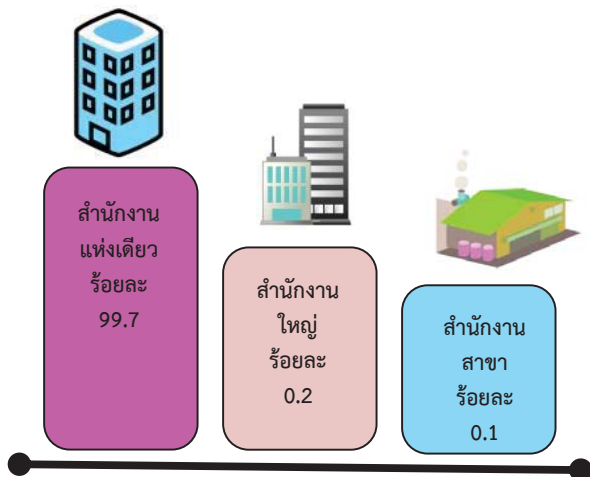 สำนักงาน
แห่งเดียว
ร้อยละ
99.7
สำนักงาน
ใหญ่
ร้อยละ
0.2
สำนักงาน
สาขา
ร้อยละ
0.1